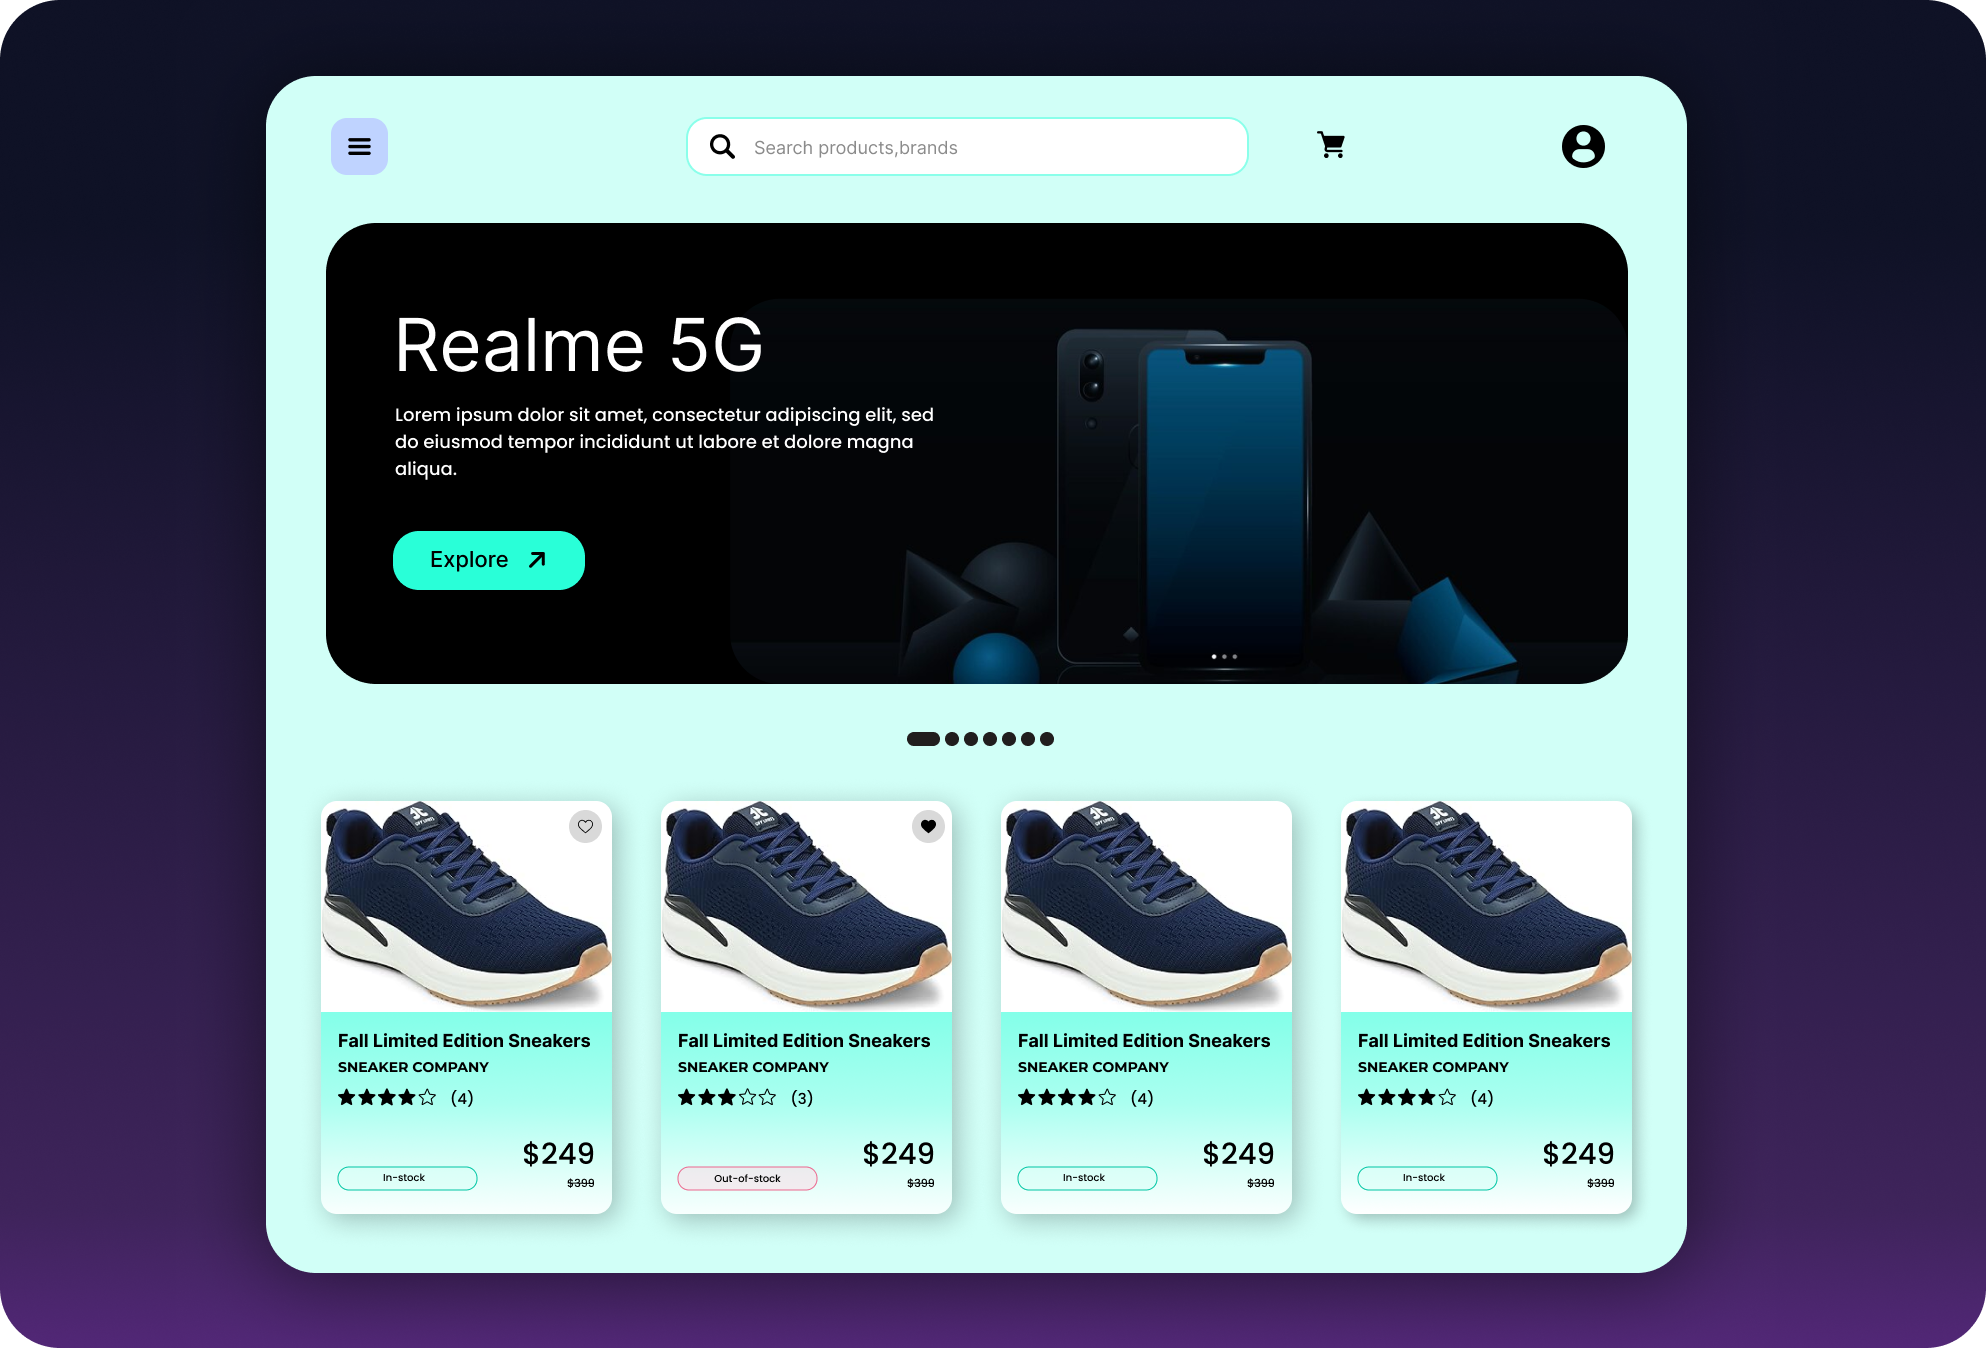 Search products,brands
Realme 5G
Lorem ipsum dolor sit amet, consectetur adipiscing elit, sed
do eiusmod tempor incididunt ut labore et dolore magna
aliqua.
Explore
Fall Limited Edition Sneakers
SNEAKER COMPANY
(4)
$249
In-stock
$399
Fall Limited Edition Sneakers
SNEAKER COMPANY
(3)
$249
Out-of-stock
$399
Fall Limited Edition Sneakers
SNEAKER COMPANY
(4)
$249
In-stock
$399
Fall Limited Edition Sneakers
SNEAKER COMPANY
(4)
$249
In-stock
$399